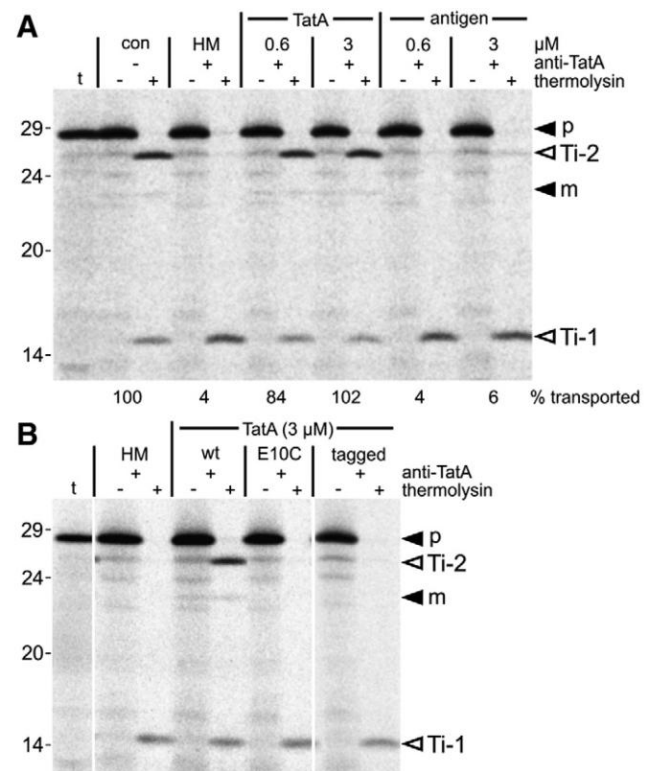 A
TatA antigen
con HM 0.6 3 0.6 3 µM
- + + + + + anti-TatA
t - + - + - + - + - + - + thermolysin
29- p
Ti-2
24-
m
20-
Ti-1
14-
100 4 84 102 4 6 % transported
B
TatA (3 µM)
HM wt E10C tagged
+ + + + anti-TatA
t - + - + - + - + thermolysin
29- p
Ti-2
24-
m
20-
14- Ti-1